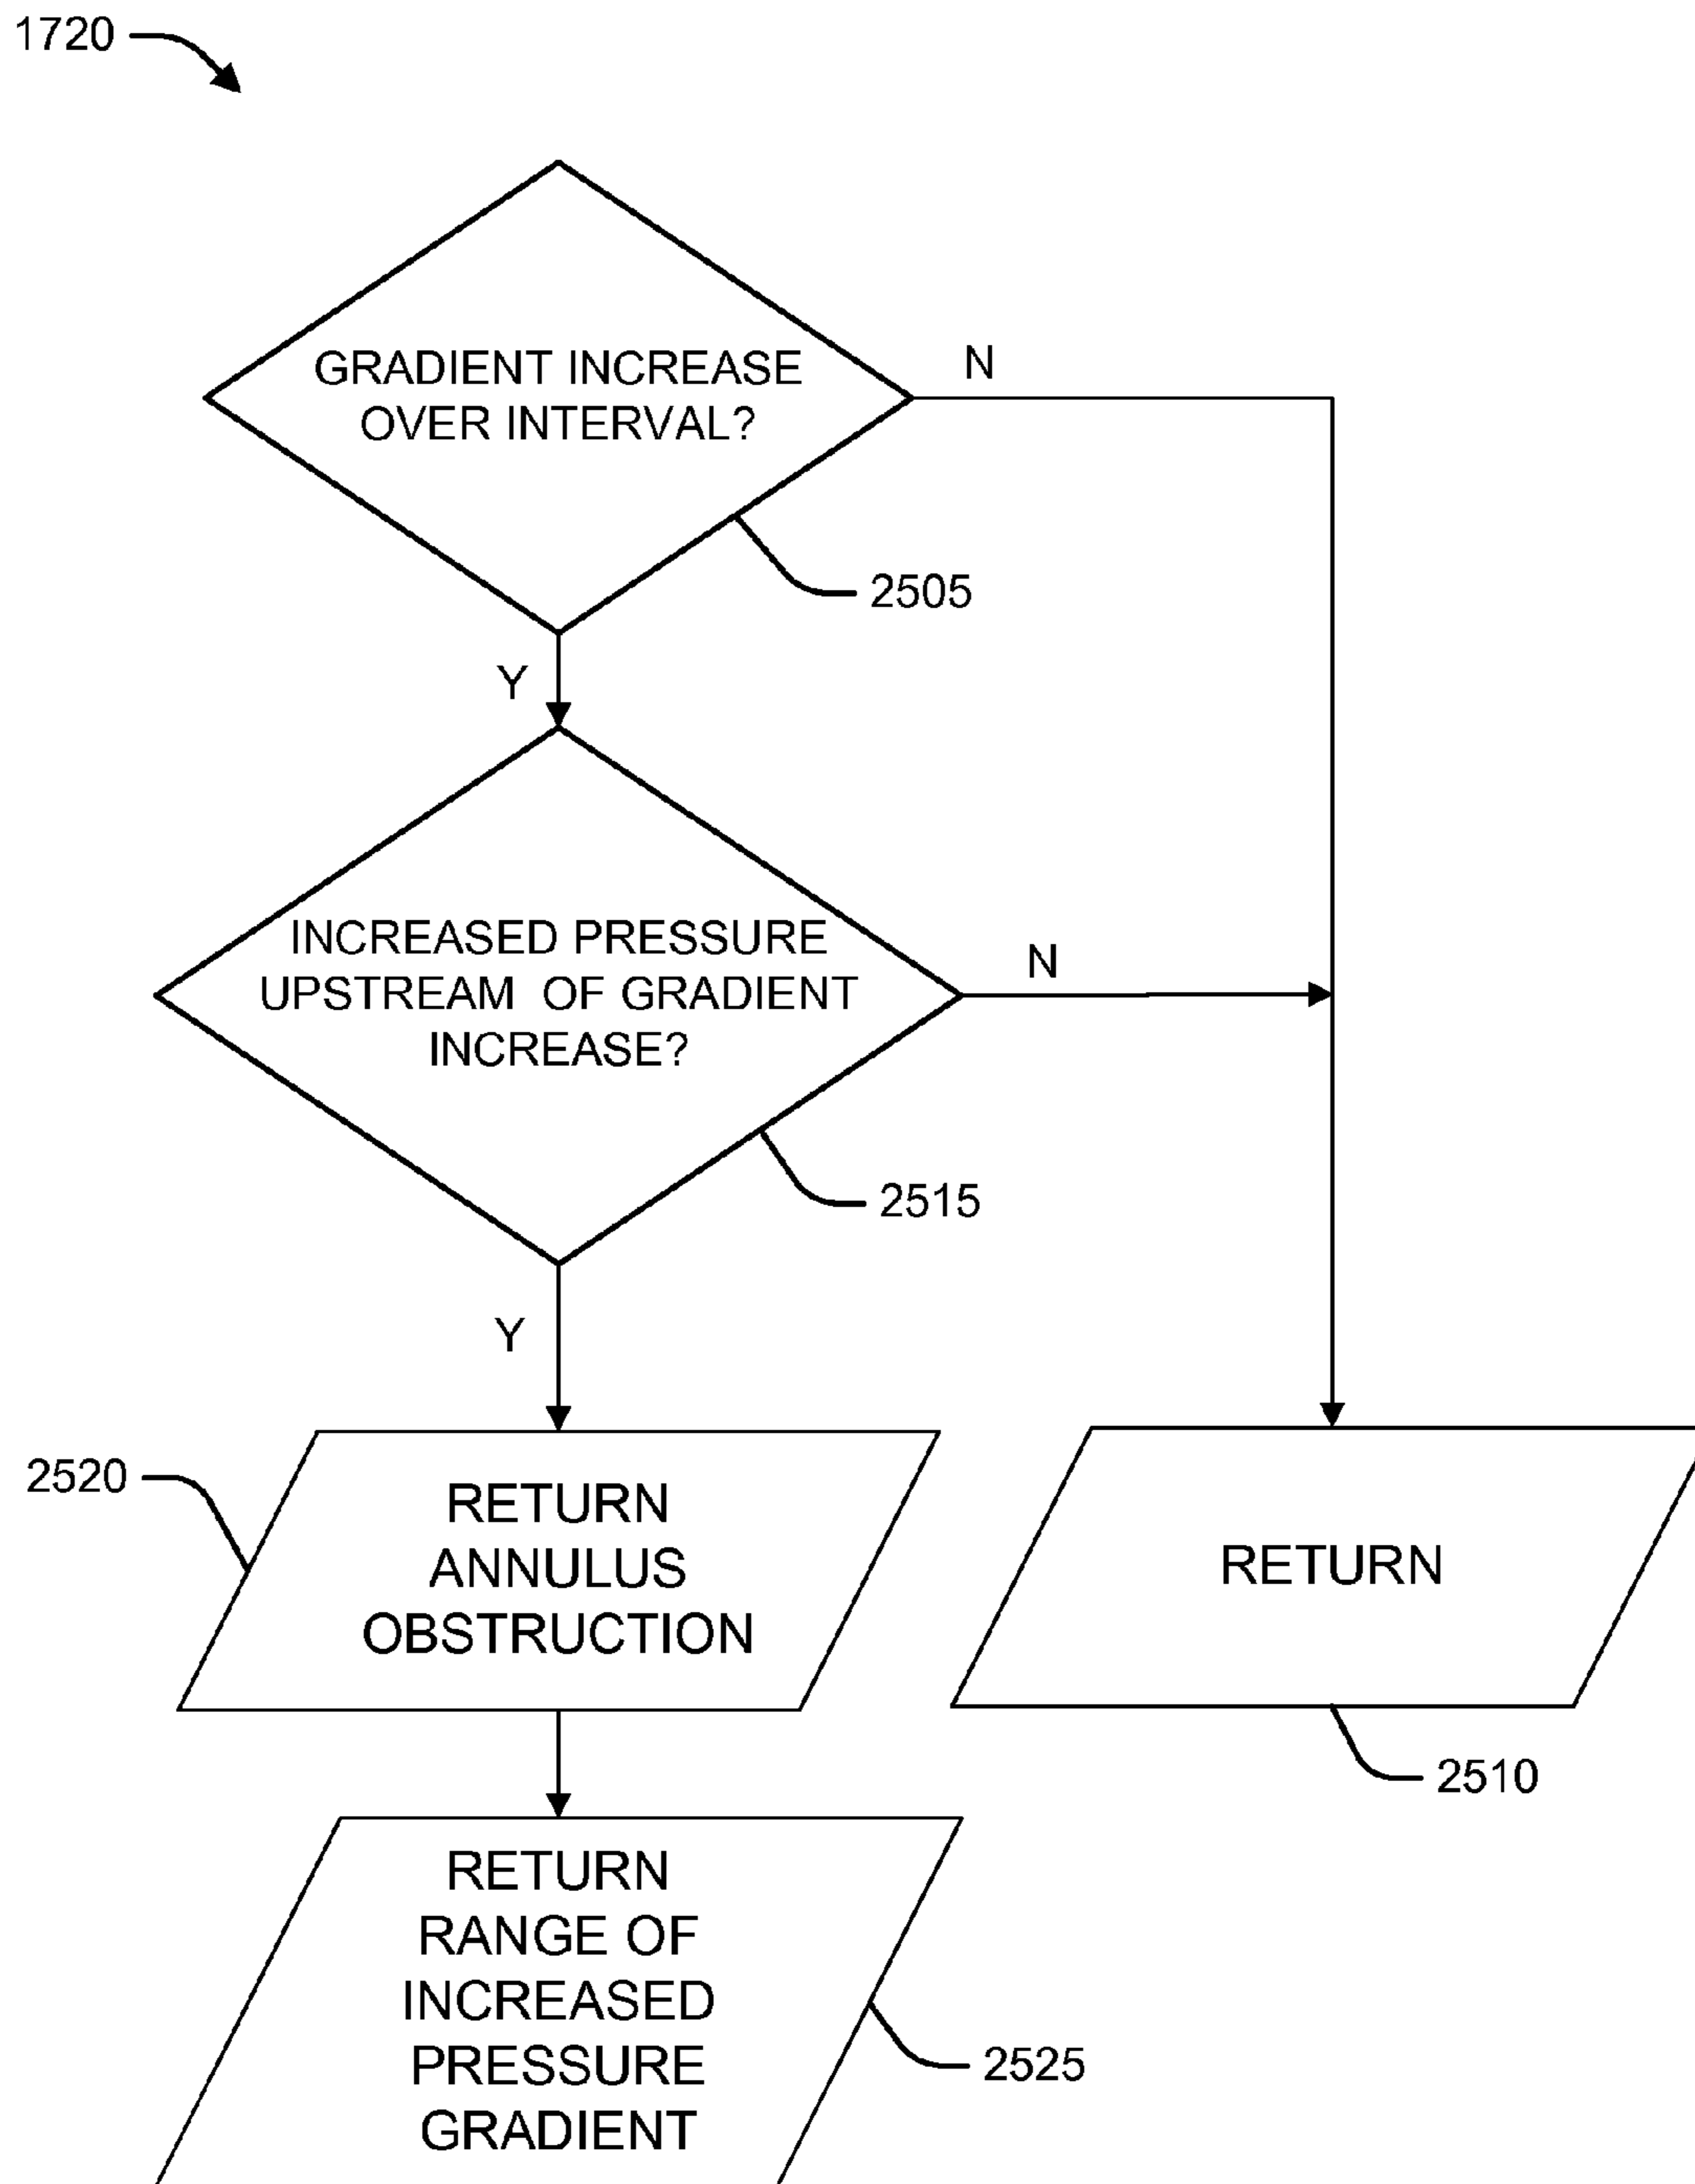 1720
GRADIENT INCREASE
OVER INTERVAL?
N
2505
Y
INCREASED PRESSURE
UPSTREAM OF GRADIENT
INCREASE?
N
2515
Y
2520
RETURN
ANNULUS
OBSTRUCTION
RETURN
2510
RETURN
RANGE OF
INCREASED
PRESSURE
GRADIENT
2525